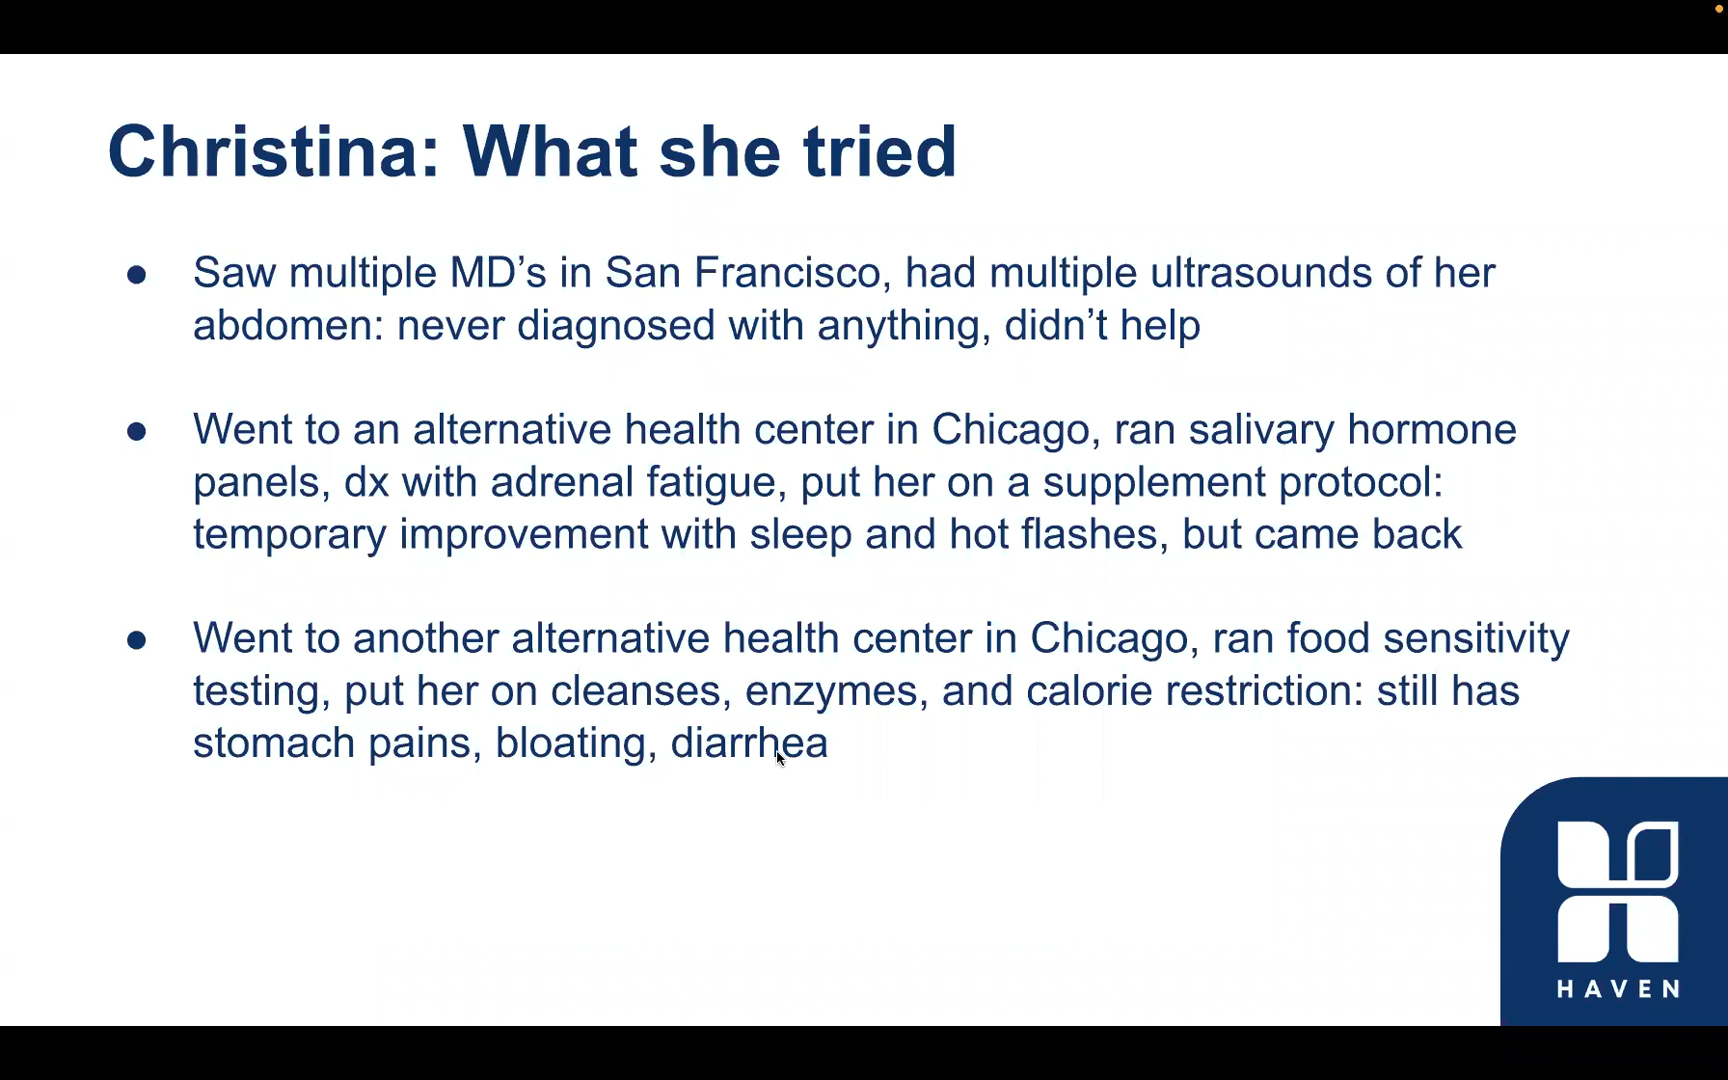 Christina: What she tried
● Saw multiple MD’s in San Francisco, had multiple ultrasounds of her
abdomen: never diagnosed with anything, didn’t help
● Went to an alternative health center in Chicago, ran salivary hormone
panels, dx with adrenal fatigue, put her on a supplement protocol:
temporary improvement with sleep and hot flashes, but came back
● Went to another alternative health center in Chicago, ran food sensitivity
testing, put her on cleanses, enzymes, and calorie restriction: still has
stomach pains, bloating, diarrhea
HAVEN